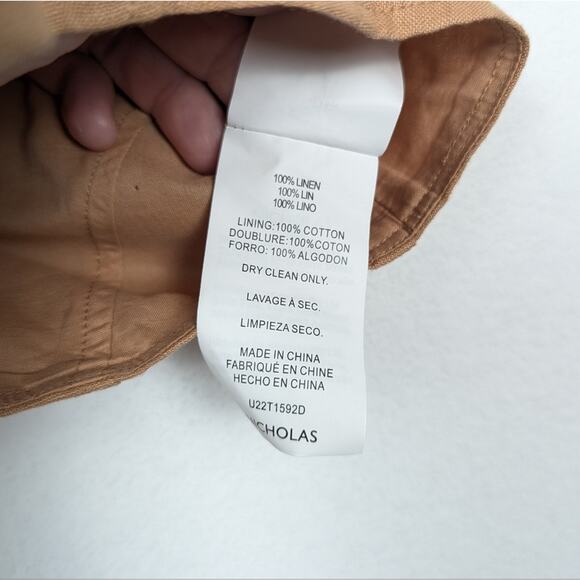 100% LINEN
100% LIN
100% LINO
LINING:100% COTTON
DOUBLURE:100%COTON
FORRO: 100% ALGODON
DRY CLEAN ONLY.
LAVAGE À SEC.
LIMPIEZA SECO.
MADE IN CHINA
FABRIQUÉ EN CHINE
HECHO EN CHINA
U22T1592D
NICHOLAS